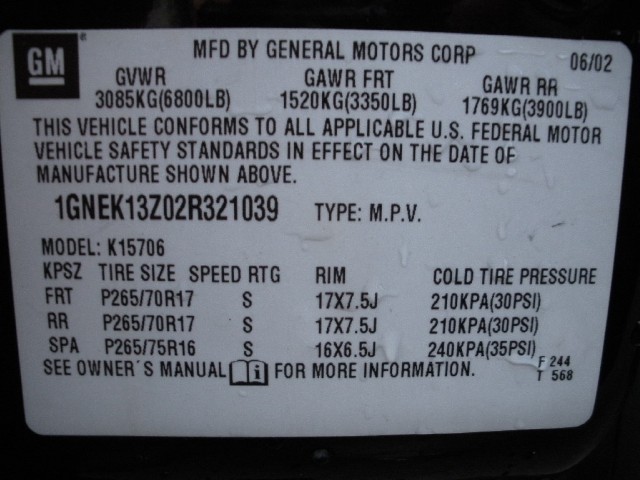 GM ®
MFD BY GENERAL MOTORS CORP 06/02
GVWR GAWR FRT GAWR RR
3085KG(6800LB) 1520KG(3350LB) 1769KG(3900LB)
THIS VEHICLE CONFORMS TO ALL APPLICABLE U.S. FEDERAL MOTOR
VEHICLE SAFETY STANDARDS IN EFFECT ON THE DATE OF
MANUFACTURE SHOWN ABOVE.
1GNEK13Z02R321039 TYPE: M.P.V.
MODEL: K15706
KPSZ TIRE SIZE SPEED RTG RIM COLD TIRE PRESSURE
FRT P265/70R17 S 17X7.5J 210KPA(30PSI)
RR P265/70R17 S 17X7.5J 210KPA(30PSI)
SPA P265/75R16 S 16X6.5J 240KPA(35PSI)
SEE OWNER'S MANUAL i FOR MORE INFORMATION.
F 244
T 568